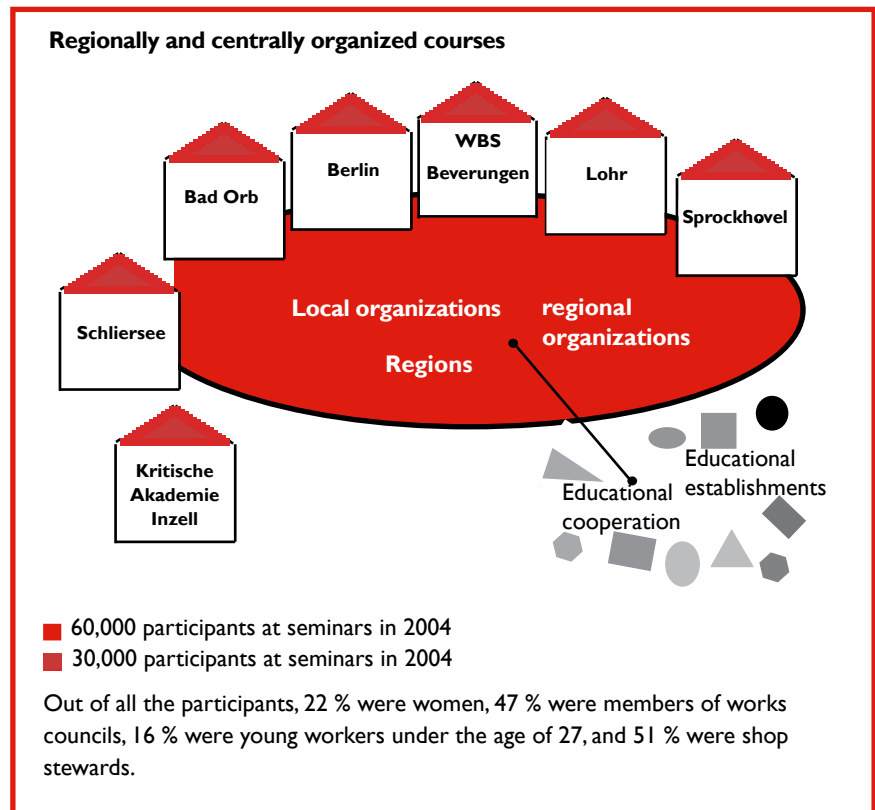 Regionally and centrally organized courses
WBS
Beverungen
Berlin
Lohr
Bad Orb
Sprockhovel
Schliersee
Local organizations
regional
organizations
Regions
Kritische
Akademie
Inzell
Educational
establishments
Educational
cooperation
60,000 participants at seminars in 2004
30,000 participants at seminars in 2004
Out of all the participants, 22 % were women, 47 % were members of works
councils, 16 % were young workers under the age of 27, and 51 % were shop
stewards.